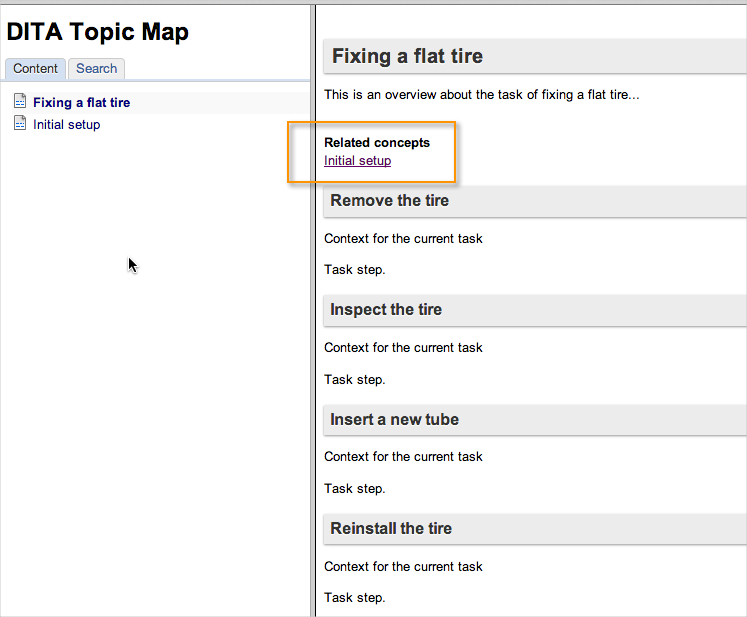 DITA Topic Map
Content
Search
Fixing a flat tire
Initial setup
Fixing a flat tire
This is an overview about the task of fixing a flat tire...
Related concepts
Initial setup
Remove the tire
Context for the current task
Task step.
Inspect the tire
Context for the current task
Task step.
Insert a new tube
Context for the current task
Task step.
Reinstall the tire
Context for the current task
Task step.